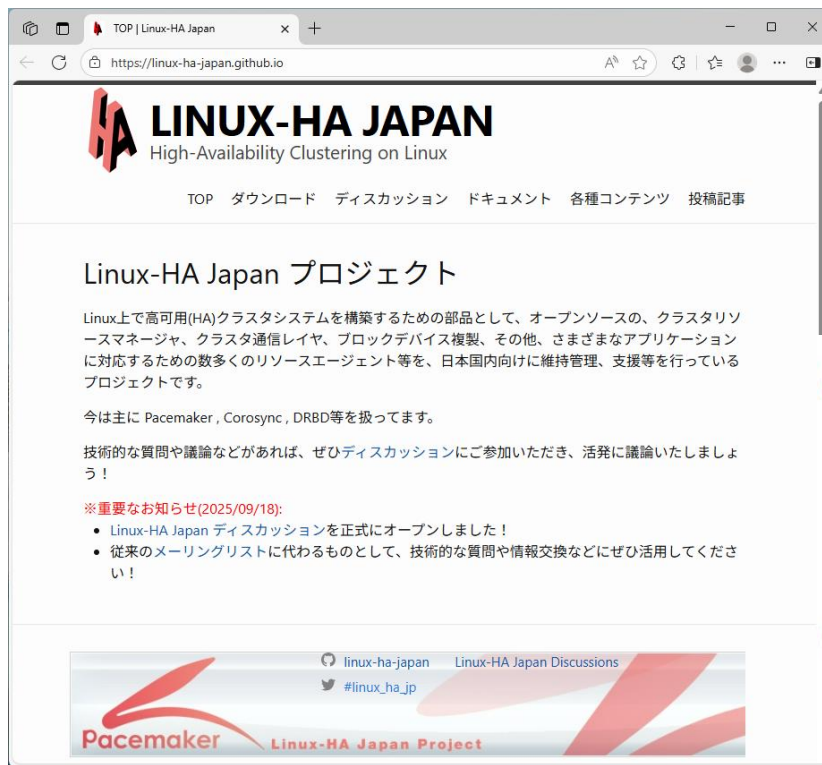 TOP | Linux-HA Japan
https://linux-ha-japan.github.io
LINUX-HA JAPAN
High-Availability Clustering on Linux
TOP ダウンロード ディスカッション ドキュメント 各種コンテンツ 投稿記事
Linux-HA Japan プロジェクト
Linux上で高可用(HA)クラスタシステムを構築するための部品として、オープンソースの、クラスタリソ
ースマネージャ、クラスタ通信レイヤ、ブロックデバイス複製、その他、さまざまなアプリケーション
に対応するための数多くのリソースエージェント等を、日本国内向けに維持管理、支援等を行っている
プロジェクトです。
今は主に Pacemaker , Corosync , DRBD等を扱ってます。
技術的な質問や議論などがあれば、ぜひディスカッションにご参加いただき、活発に議論いたしましょ
う！
※重要なお知らせ(2025/09/18):
• Linux-HA Japan ディスカッションを正式にオープンしました！
• 従来のメーリングリストに代わるものとして、技術的な質問や情報交換などにぜひ活用してくださ
い！
linux-ha-japan Linux-HA Japan Discussions
#linux_ha_jp
Pacemaker Linux-HA Japan Project